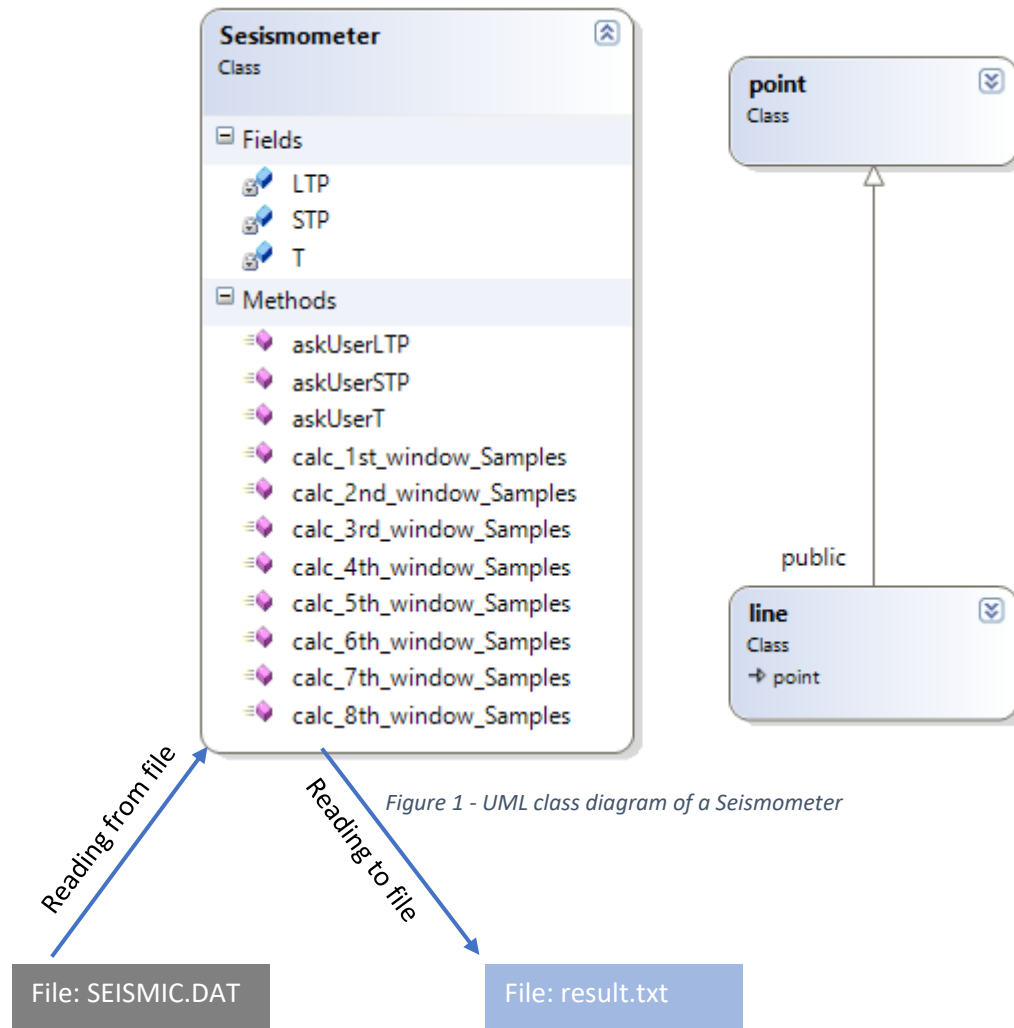 Sesismometer
Class
Fields
LTP
STP
T
Methods
askUserLTP
askUserSTP
askUserT
calc_1st_window_Samples
calc_2nd_window_Samples
calc_3rd_window_Samples
calc_4th_window_Samples
calc_5th_window_Samples
calc_6th_window_Samples
calc_7th_window_Samples
calc_8th_window_Samples
point
Class
public
line
Class
point
Figure 1 - UML class diagram of a Seismometer
Reading from file
Reading to file
File: SEISMIC.DAT
File: result.txt